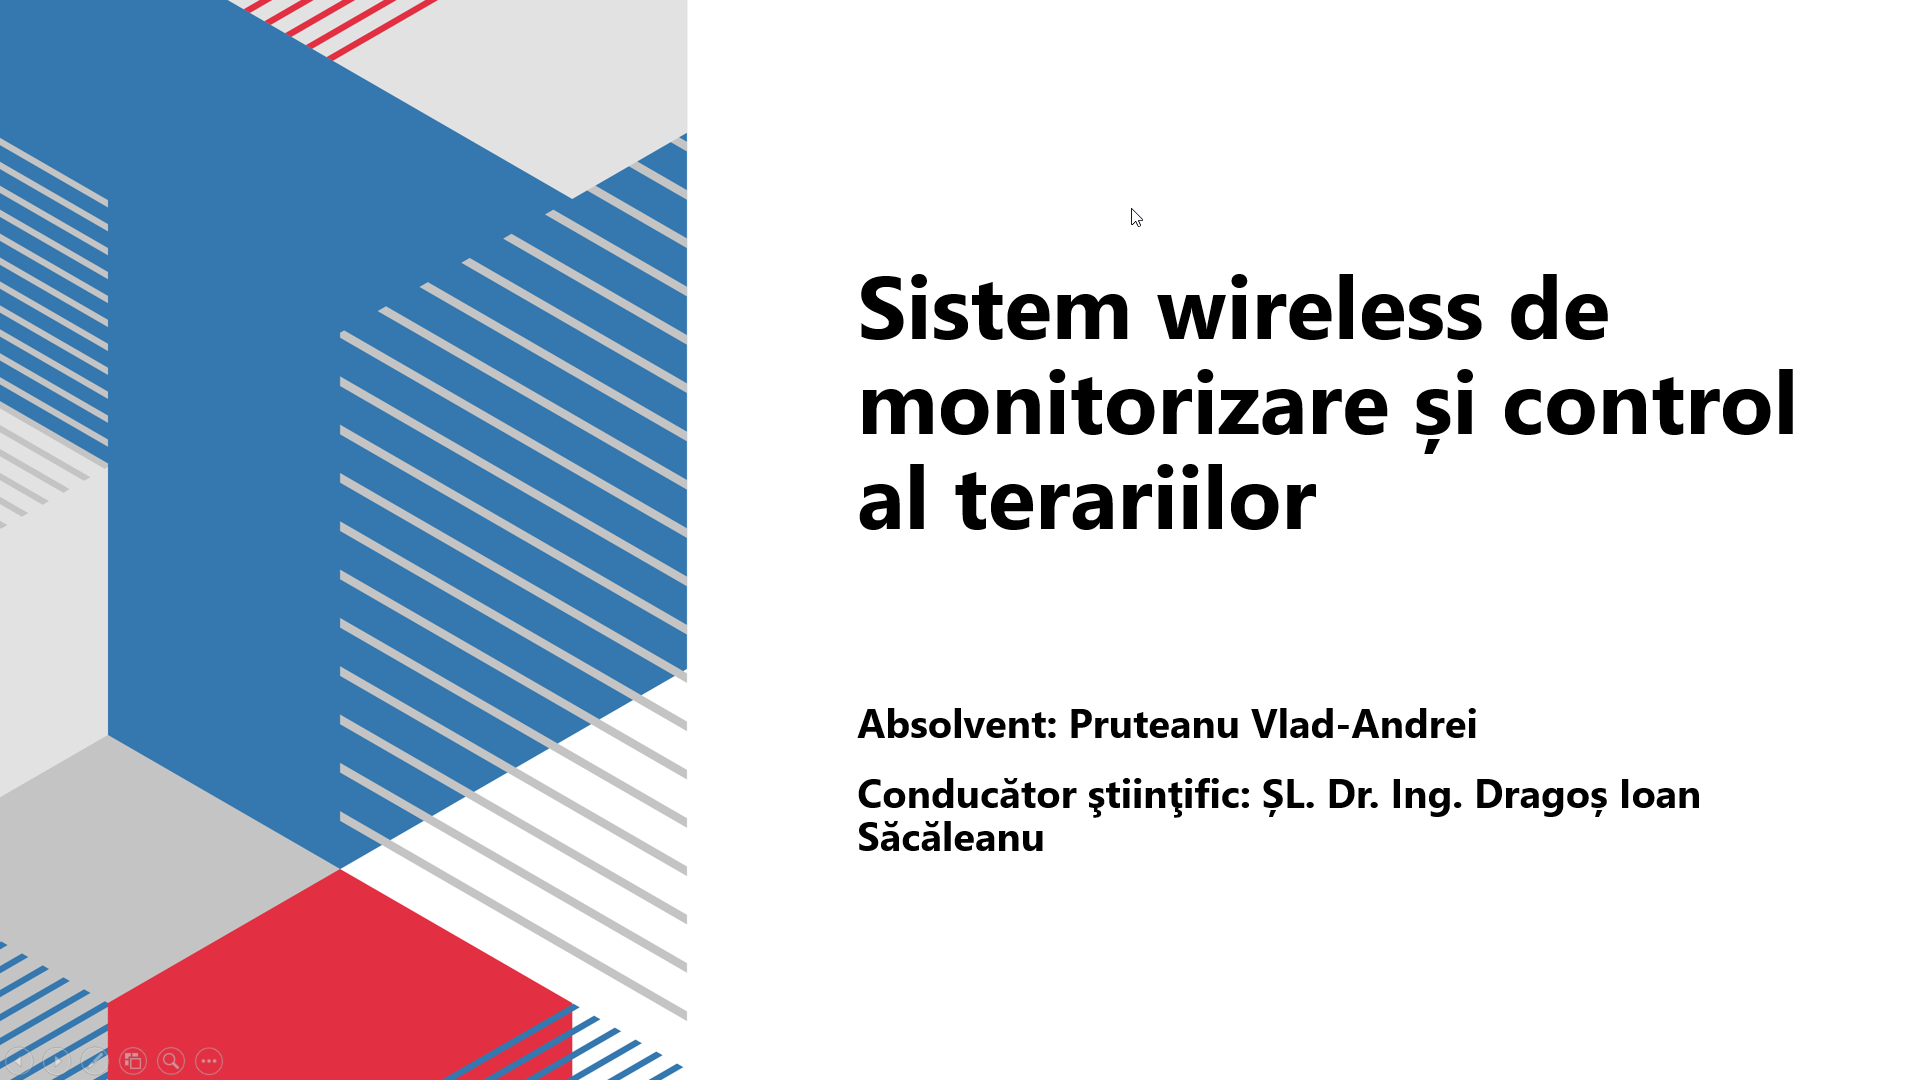 Sistem wireless de
monitorizare și control
al terariilor
Absolvent: Pruteanu Vlad-Andrei
Conducător ştiinţific: ȘL. Dr. Ing. Dragoș Ioan
Săcăleanu